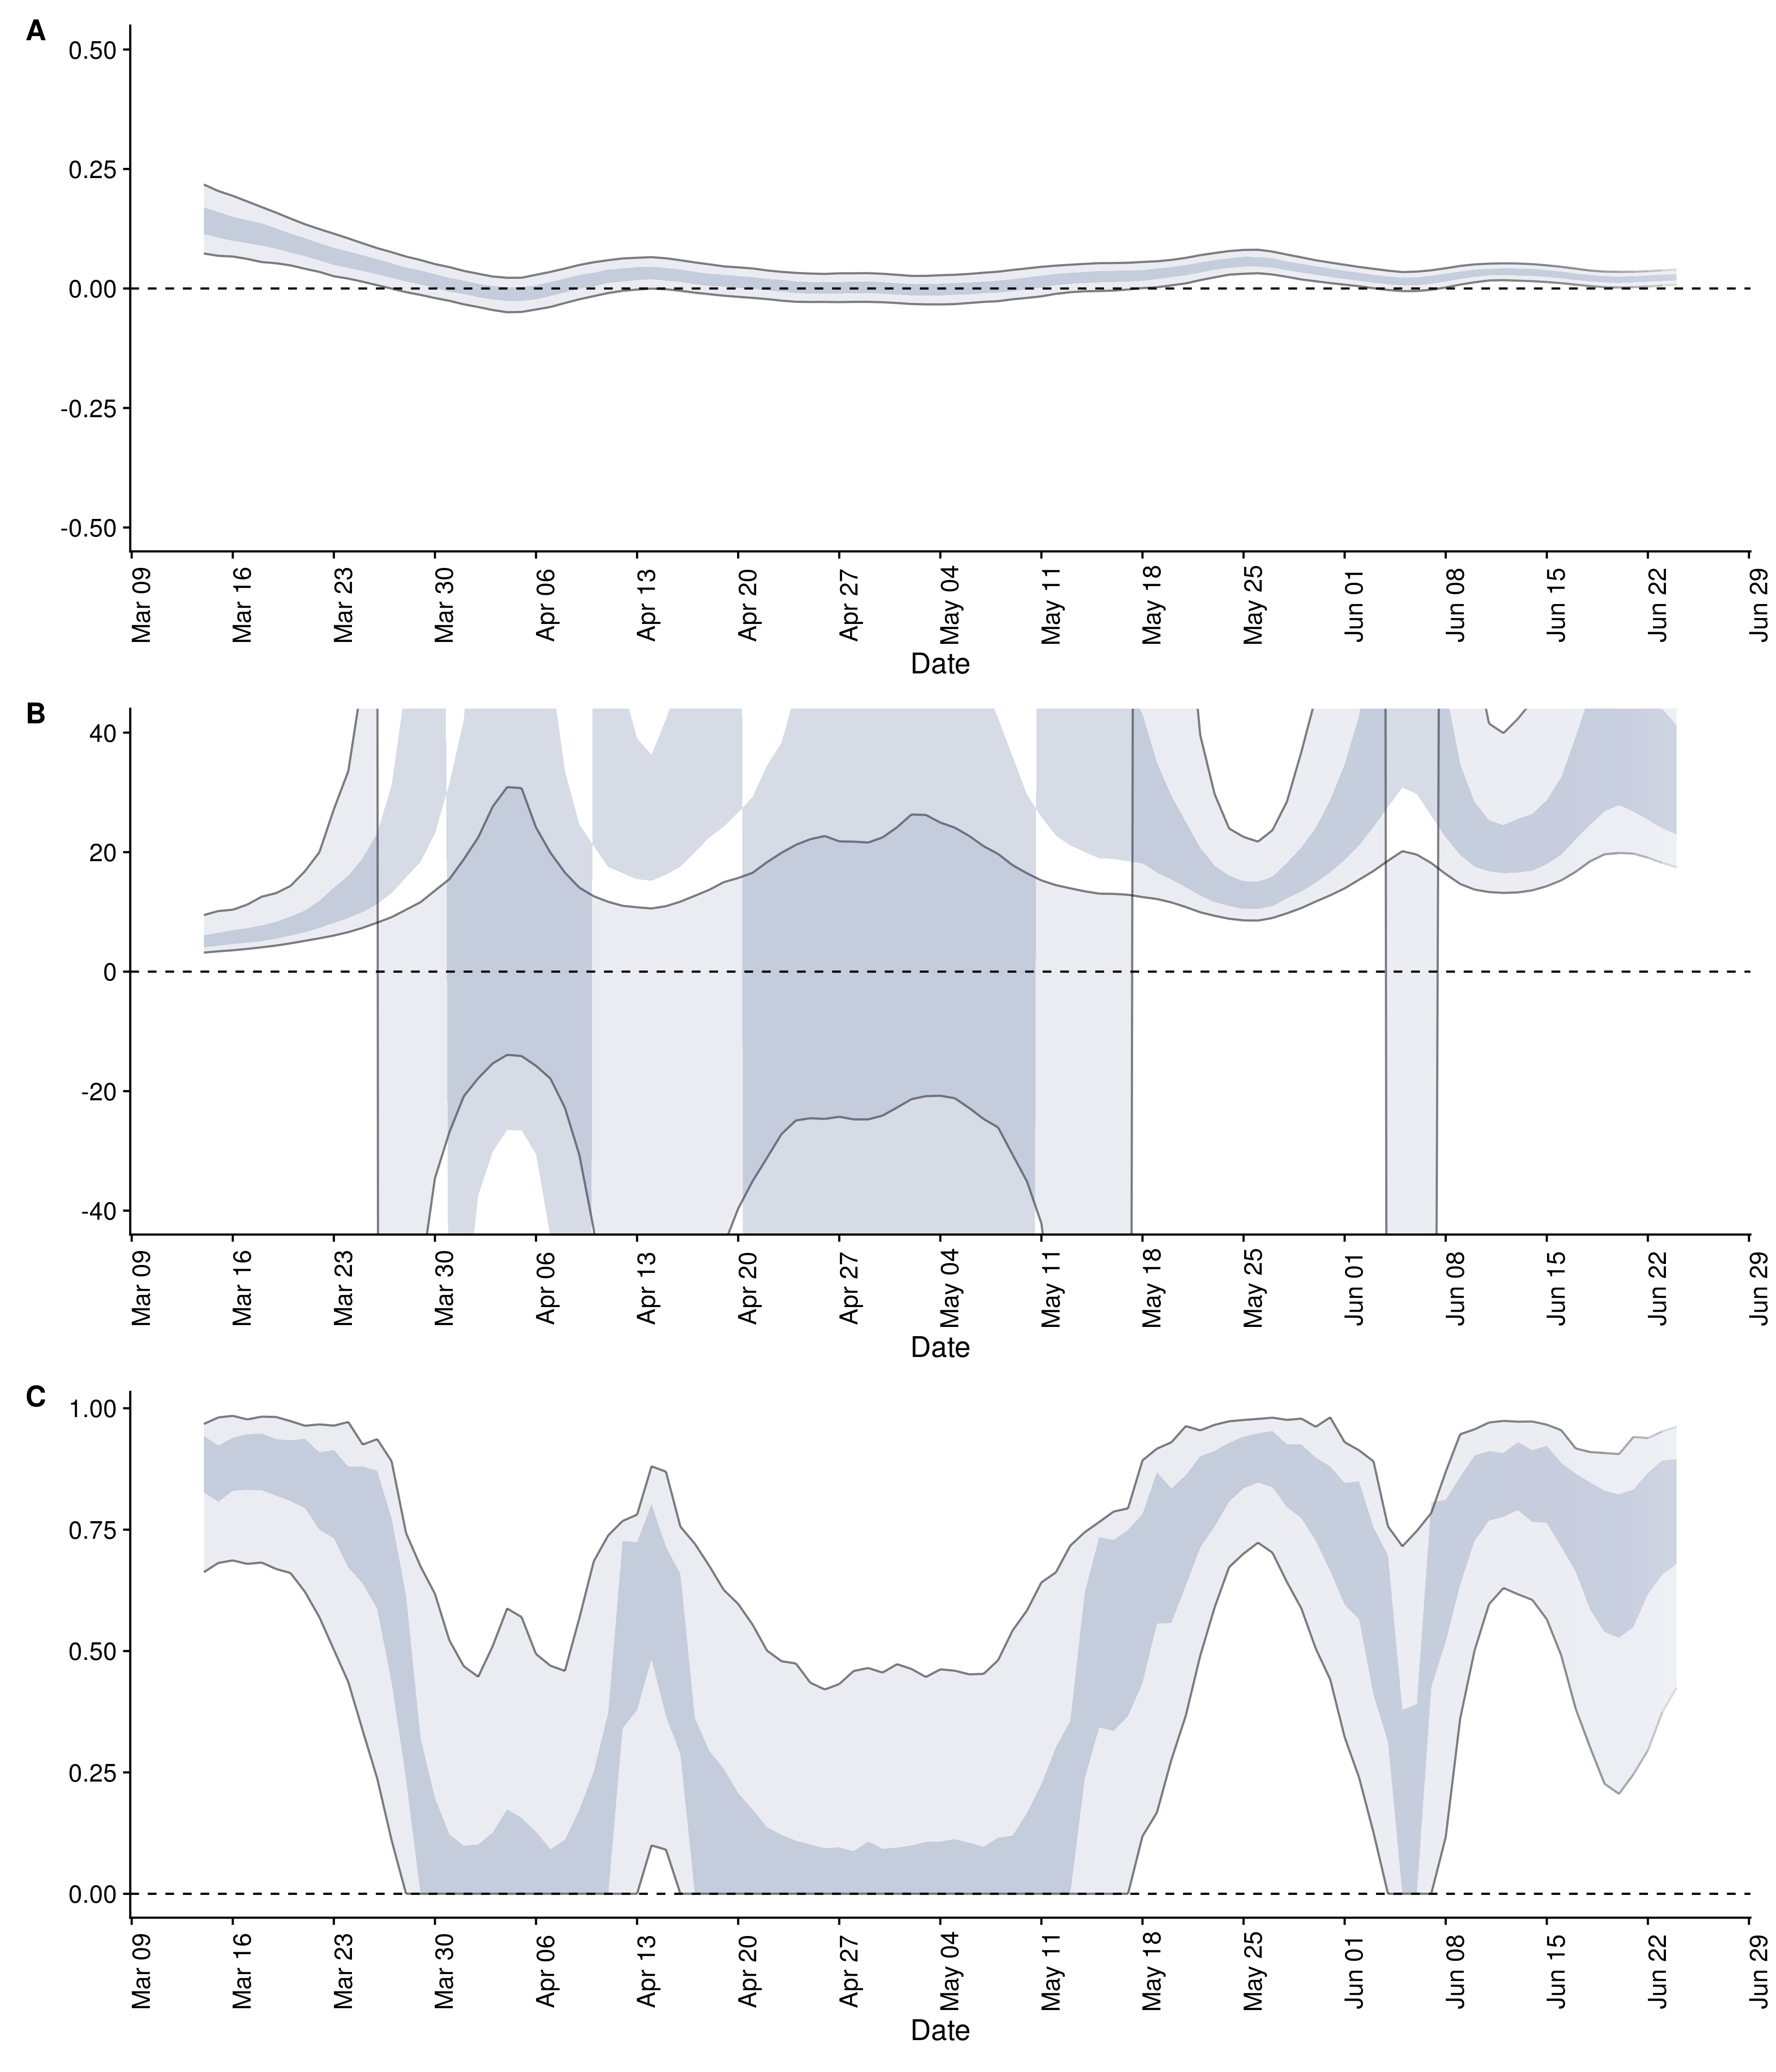 A
0.50
0.25
0.00
-0.25
-0.50
Mar 09
Mar 16
Mar 23
Mar 30
Apr 06
Apr 13
Apr 20
Apr 27
May 04
May 11
May 18
May 25
Jun 01
Jun 08
Jun 15
Jun 22
Jun 29
Date
B
40
20
0
-20
-40
Mar 09
Mar 16
Mar 23
Mar 30
Apr 06
Apr 13
Apr 20
Apr 27
May 04
May 11
May 18
May 25
Jun 01
Jun 08
Jun 15
Jun 22
Jun 29
Date
C
1.00
0.75
0.50
0.25
0.00
Mar 09
Mar 16
Mar 23
Mar 30
Apr 06
Apr 13
Apr 20
Apr 27
May 04
May 11
May 18
May 25
Jun 01
Jun 08
Jun 15
Jun 22
Jun 29
Date